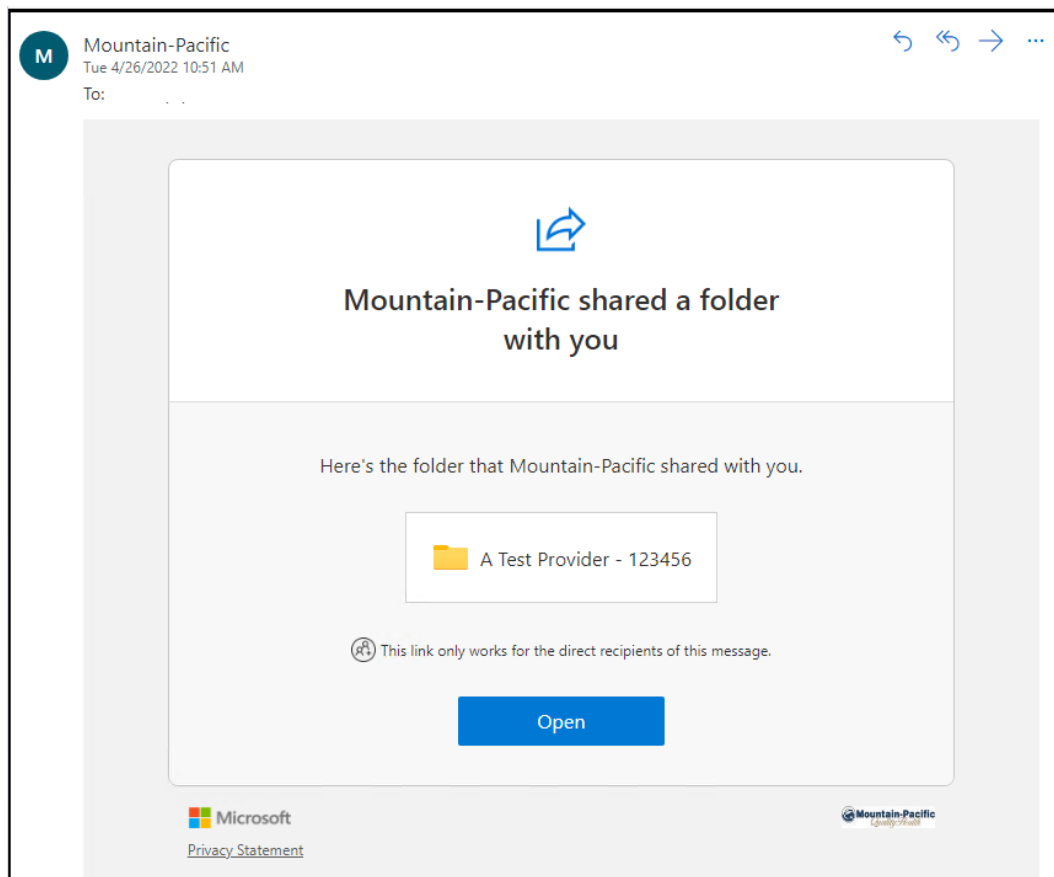 M
Mountain-Pacific
Tue 4/26/2022 10:51 AM
To:
Mountain-Pacific shared a folder
with you
Here's the folder that Mountain-Pacific shared with you.
A Test Provider - 123456
This link only works for the direct recipients of this message.
Open
Microsoft
Mountain-Pacific
Quality Health
Privacy Statement